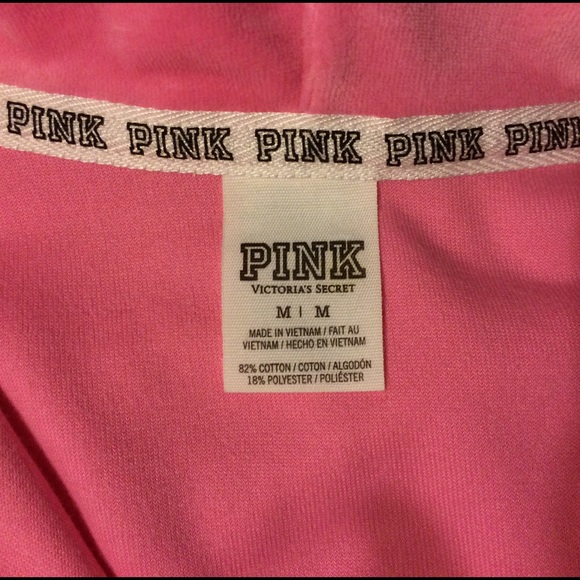 PINK PINK PINK PINK PINK
PINK
VICTORIA'S SECRET
M | M
MADE IN VIETNAM / FAIT AU
VIETNAM / HECHO EN VIETNAM
82% COTTON / COTON / ALGODÓN
18% POLYESTER / POLIÉSTER